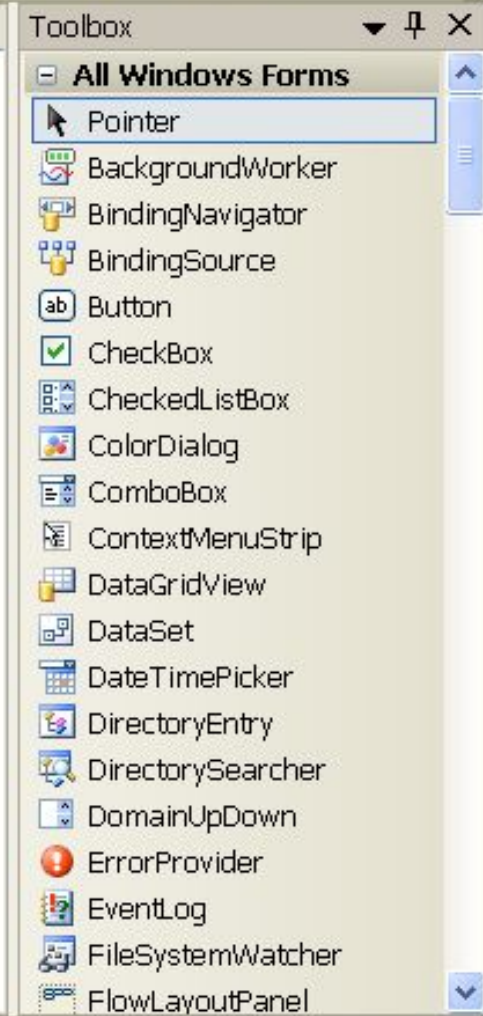 Toolbox
All Windows Forms
Pointer
BackgroundWorker
BindingNavigator
BindingSource
ab Button
CheckBox
CheckedListBox
ColorDialog
ComboBox
ContextMenuStrip
DataGridView
DataSet
DateTimePicker
DirectoryEntry
DirectorySearcher
DomainUpDown
ErrorProvider
EventLog
FileSystemWatcher
FlowLayoutPanel